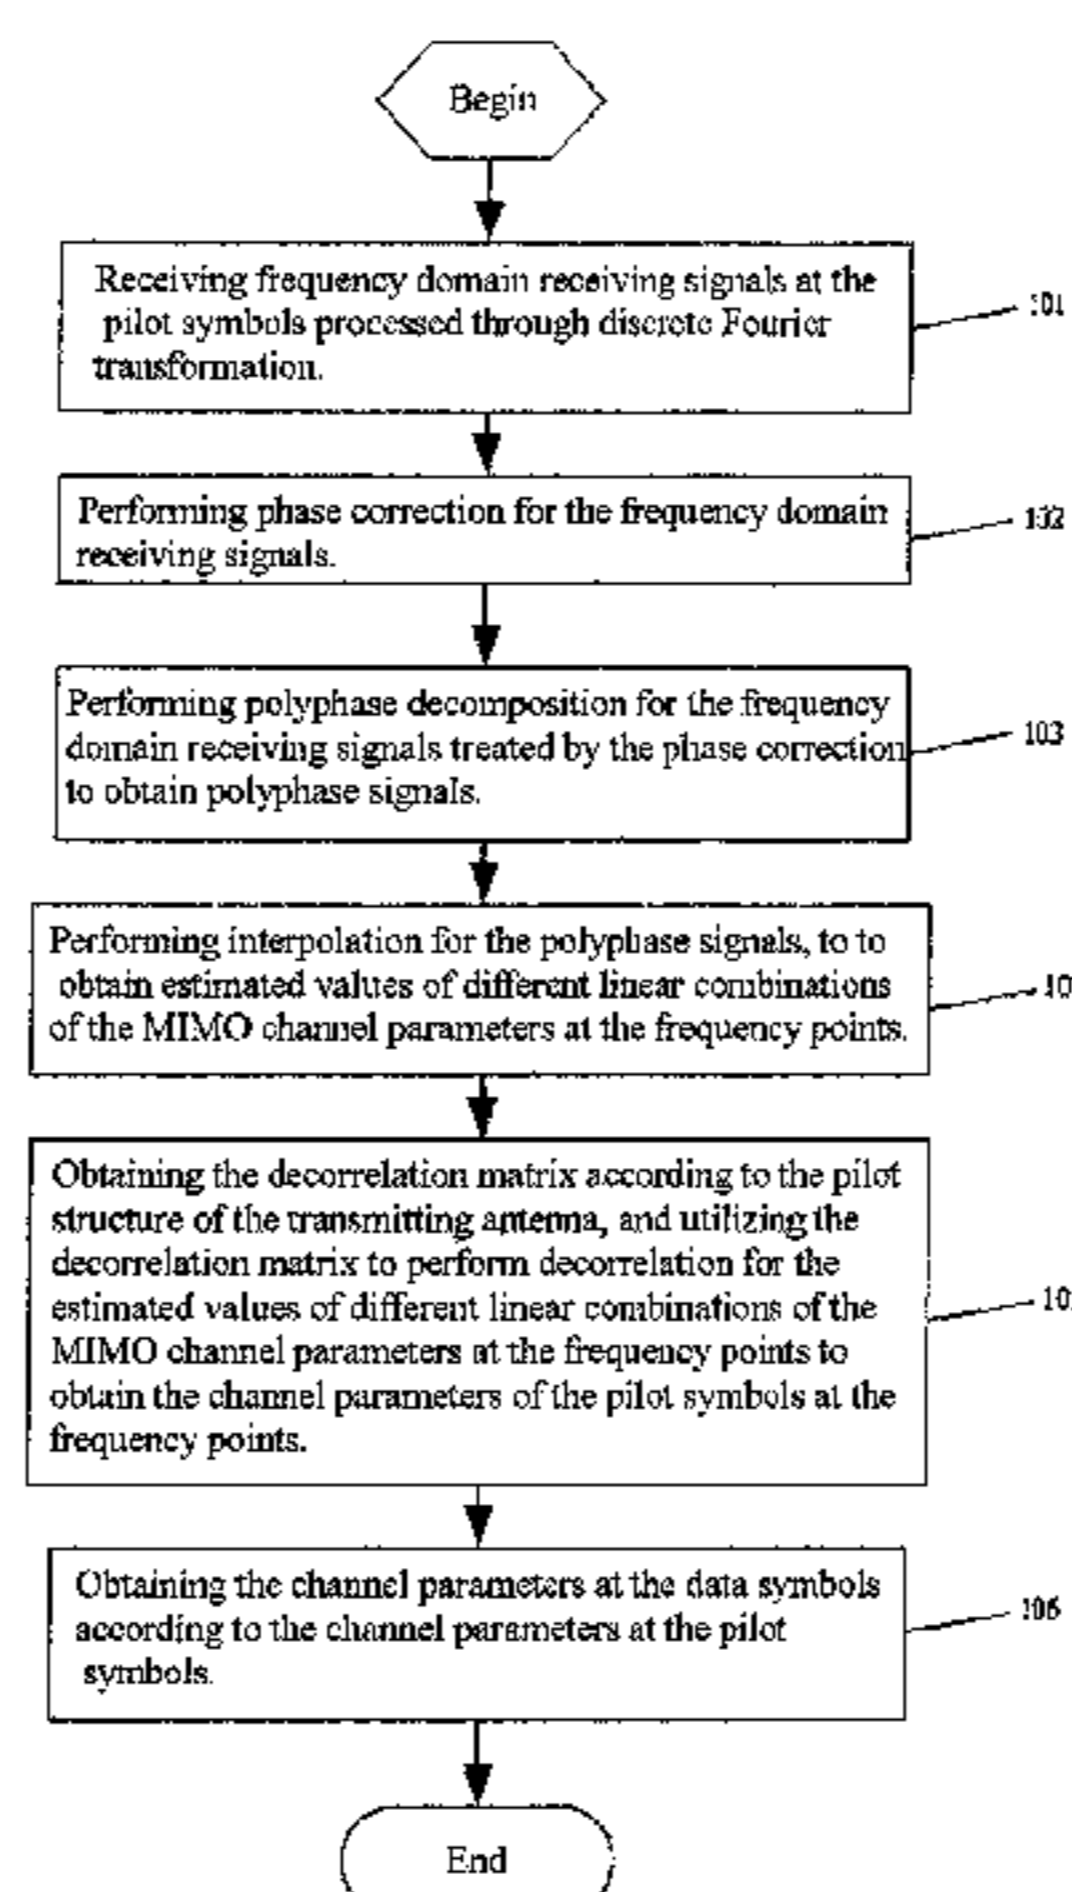 Begin
Receiving frequency domain receiving signals at the
pilot symbols processed through discrete Fourier
transformation.
101
Performing phase correction for the frequency domain
receiving signals.
102
Performing polyphase decomposition for the frequency
domain receiving signals treated by the phase correction
to obtain polyphase signals.
103
Performing interpolation for the polyphase signals, to to
obtain estimated values of different linear combinations
of the MIMO channel parameters at the frequency points.
Obtaining the decorrelation matrix according to the pilot
structure of the transmitting antenna, and utilizing the
decorrelation matrix to perform decorrelation for the
estimated values of different linear combinations of the
MIMO channel parameters at the frequency points to
obtain the channel parameters of the pilot symbols at the
frequency points.
Obtaining the channel parameters at the data symbols
according to the channel parameters at the pilot
symbols.
106
End